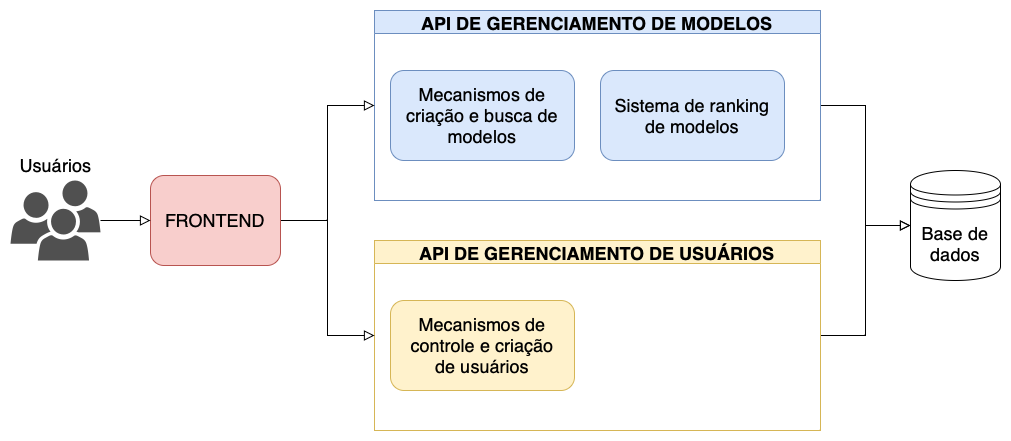 Usuários
FRONTEND
API DE GERENCIAMENTO DE MODELOS
Mecanismos de
criação e busca de
modelos
Sistema de ranking
de modelos
API DE GERENCIAMENTO DE USUÁRIOS
Mecanismos de
controle e criação
de usuários
Base de
dados